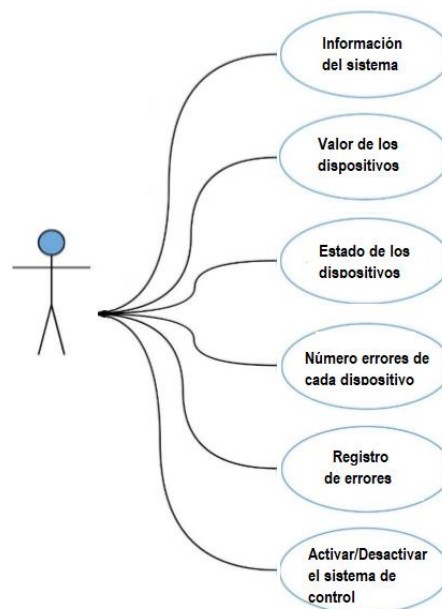 Información
del sistema
Valor de los
dispositivos
Estado de los
dispositivos
Número errores de
cada dispositivo
Registro
de errores
Activar/Desactivar
el sistema de
control